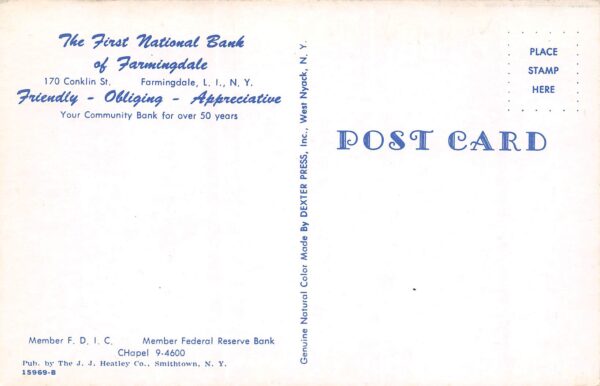 The First National Bank
of Farmingdale
170 Conklin St. Farmingdale, L. I., N. Y.
Friendly - Obliging - Appreciative
Your Community Bank for over 50 years
Member F. D. I. C. Member Federal Reserve Bank
CHapel 9-4600
Pub. by The J. J. Heatley Co., Smithtown, N. Y.
15969-B
Genuine Natural Color Made By DEXTER PRESS, Inc., West Nyack, N. Y.
POST CARD
PLACE
STAMP
HERE